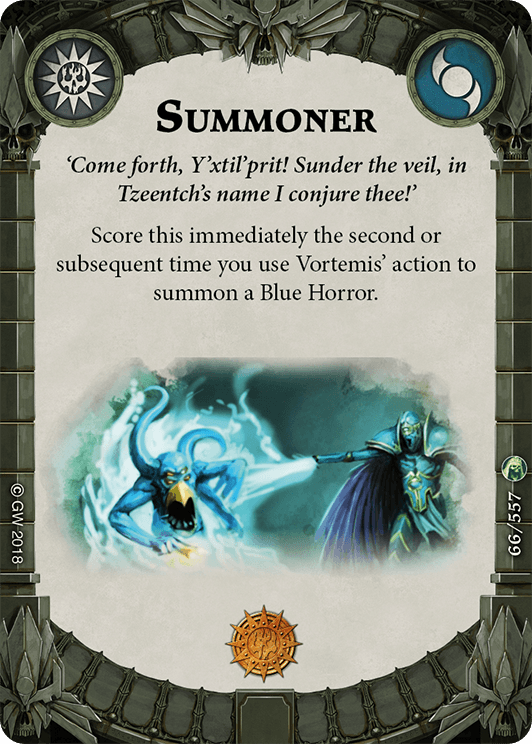 SUMMONER
‘Come forth, Y’xtil’prit! Sunder the veil, in
Tzeentch’s name I conjure thee!’
Score this immediately the second or
subsequent time you use Vortemis’ action to
summon a Blue Horror.
©GW 2018
66/557